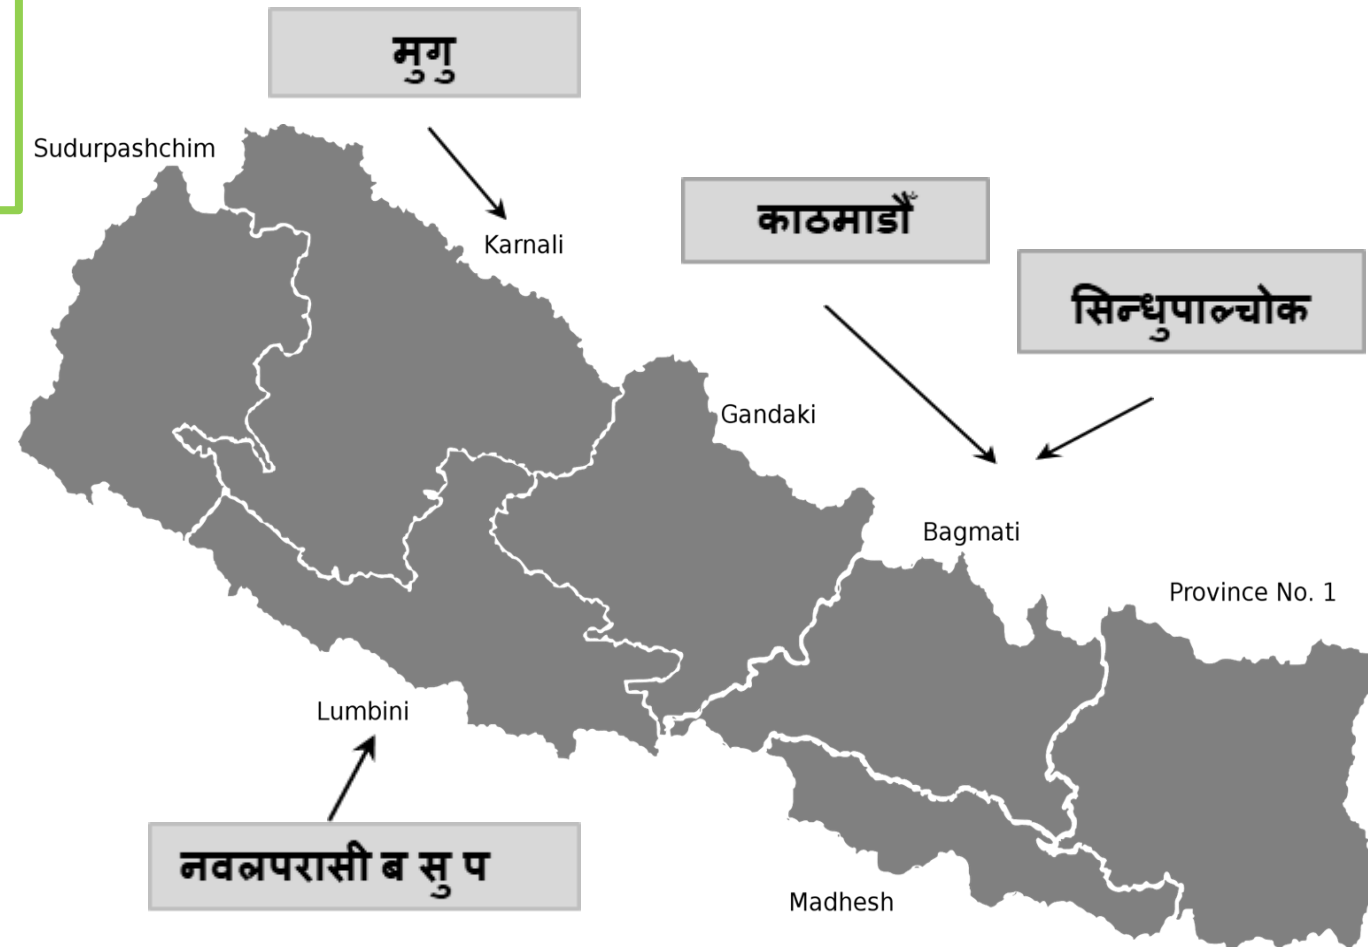 मुगु
Sudurpashchim
काठमाडौँ
Karnali
सिन्धुपाल्चोक
Gandaki
Bagmati
Province No. 1
Lumbini
नवलपरासी ब सु प
Madhesh